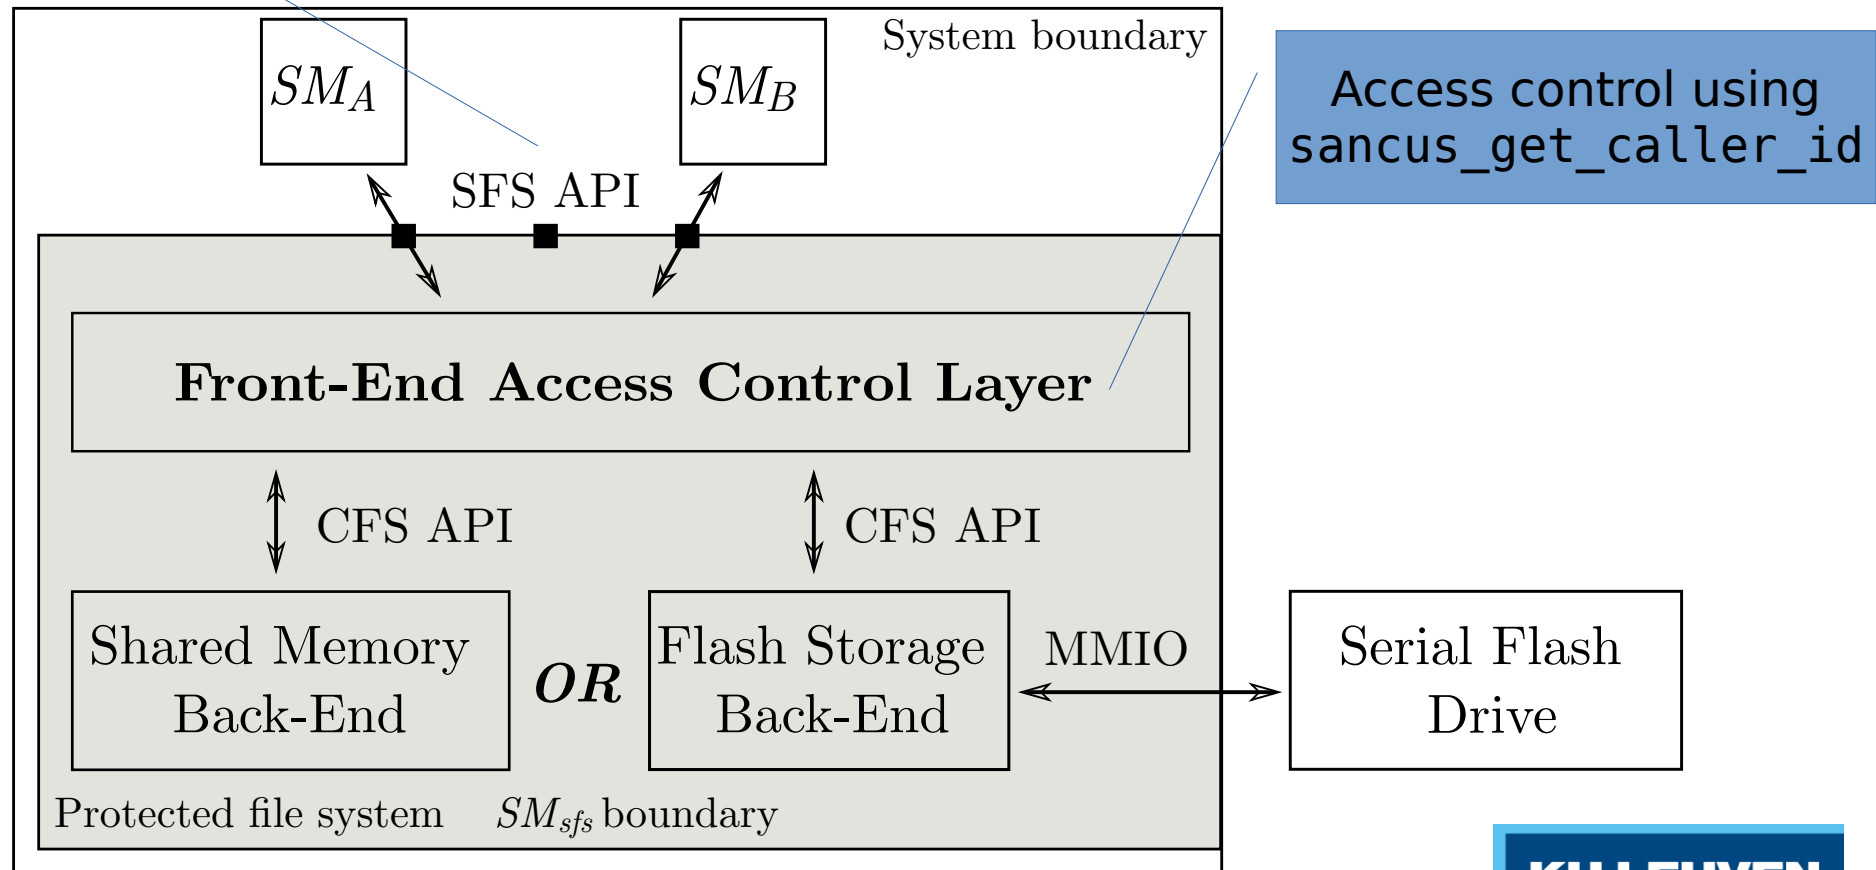 System boundary
SM_A
SM_B
Access control using
sancus_get_caller_id
SFS API
Front-End Access Control Layer
CFS API
CFS API
Shared Memory
Back-End
OR
Flash Storage
Back-End
MMIO
Serial Flash
Drive
Protected file system
SM_sfs boundary